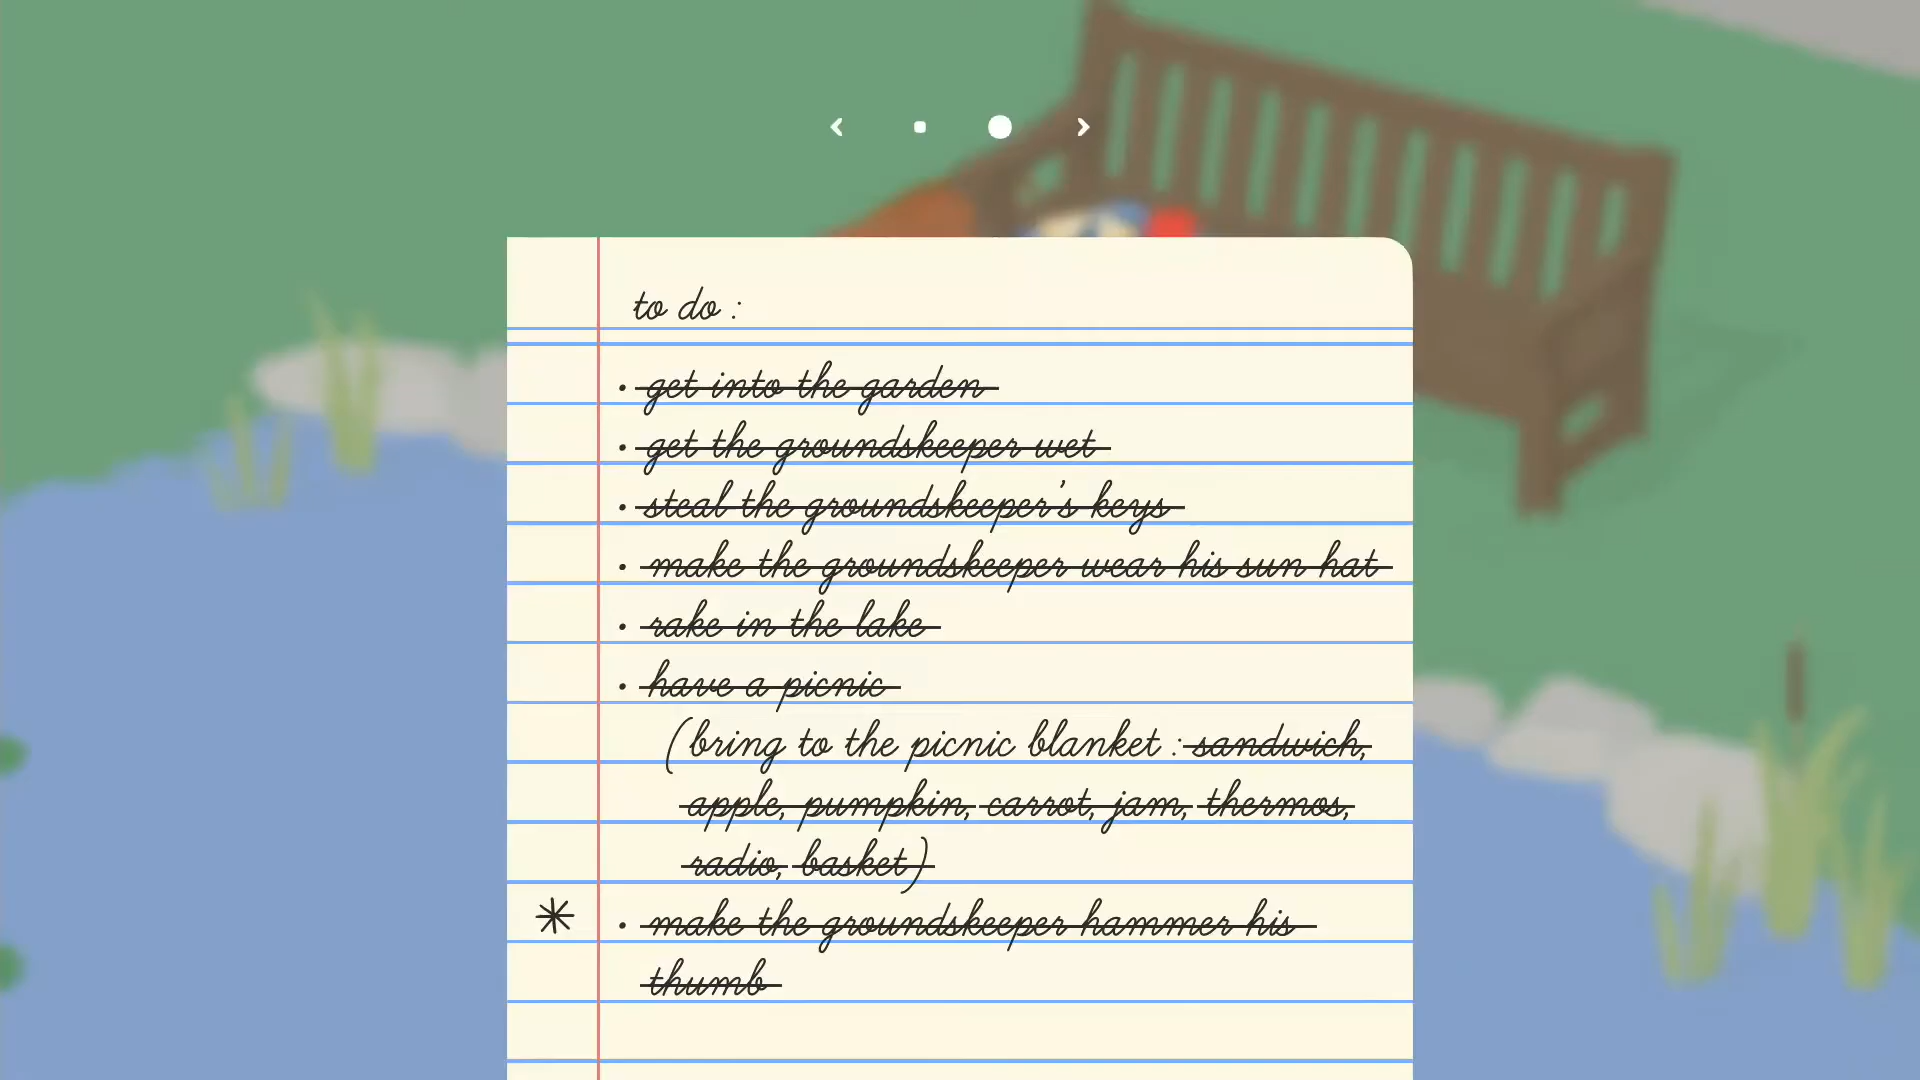 to do :
• get into the garden
• get the groundskeeper wet
• steal the groundskeeper's keys
• make the groundskeeper wear his sun hat
• rake in the lake
• have a picnic
(bring to the picnic blanket : sandwich,
apple, pumpkin, carrot, jam, thermos,
radio, basket)
• make the groundskeeper hammer his
thumb